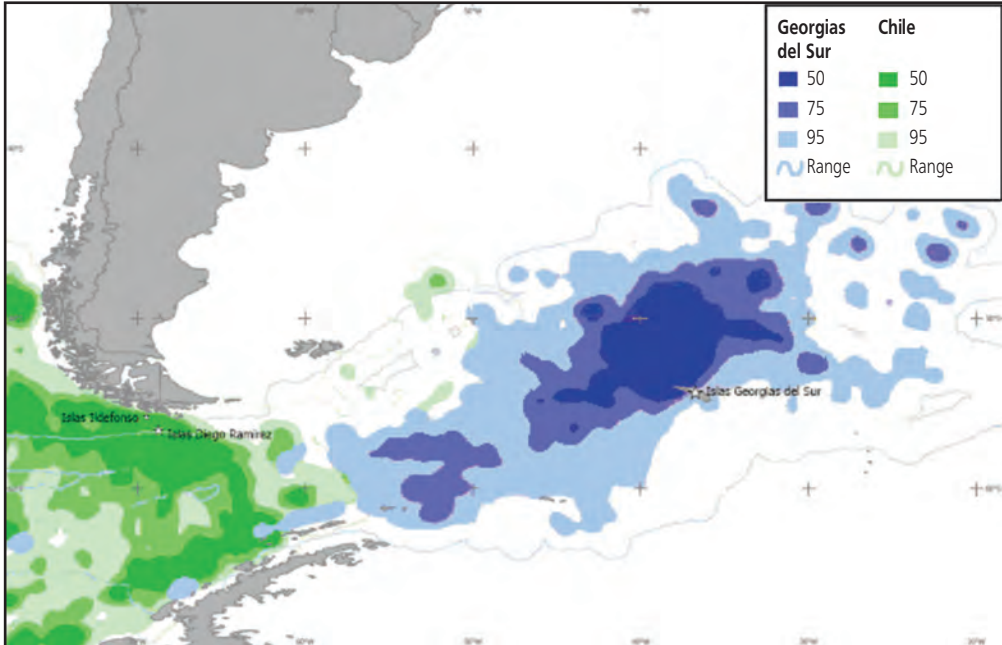 Georgias del Sur
Chile
50
50
75
75
95
95
Range
Range
Islas Georgias del Sur
Islas Ildefonso
Islas Diego Ramirez